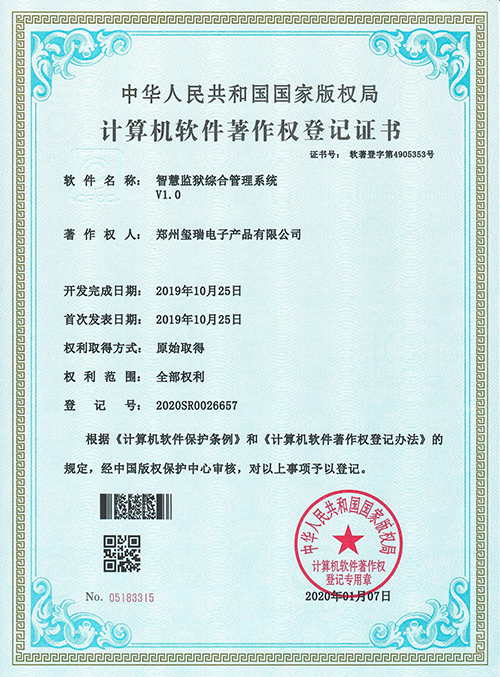 中华人民共和国国家版权局
计算机软件著作权登记证书
证书号： 软著登字第4905353号
软件名称： 智慧监狱综合管理系统
V1.0
著作权人： 郑州玺瑞电子产品有限公司
开发完成日期： 2019年10月25日
首次发表日期： 2019年10月25日
权利取得方式： 原始取得
权利范围： 全部权利
登记号： 2020SR0026657
根据《计算机软件保护条例》和《计算机软件著作权登记办法》的
规定，经中国版权保护中心审核，对以上事项予以登记。
中华人民共和国国家版权局
计算机软件著作权
登记专用章
No. 05183315
2020年01月07日